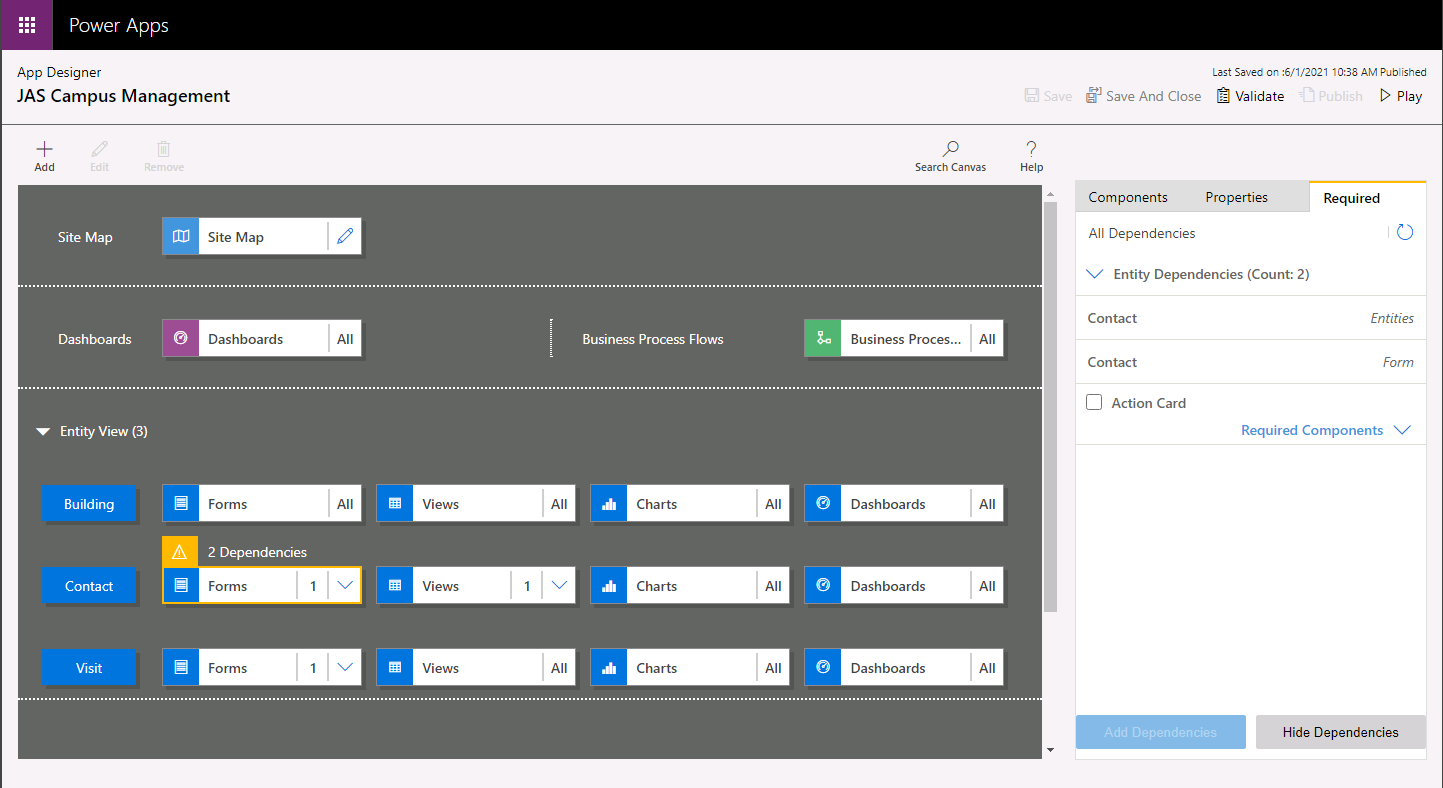 Power Apps
App Designer
Last Saved on :6/1/2021 10:38 AM Published
JAS Campus Management
Save
Save And Close
Validate
Publish
Play
Add
Edit
Remove
Search Canvas
Help
Site Map
Site Map
Dashboards
Dashboards All
Business Process Flows
Business Proces... All
Entity View (3)
Building
Forms All
Views All
Charts All
Dashboards All
2 Dependencies
Contact
Forms 1
Views 1
Charts All
Dashboards All
Visit
Forms 1
Views All
Charts All
Dashboards All
Components
Properties
Required
All Dependencies
Entity Dependencies (Count: 2)
Contact Entities
Contact Form
Action Card
Required Components
Add Dependencies
Hide Dependencies